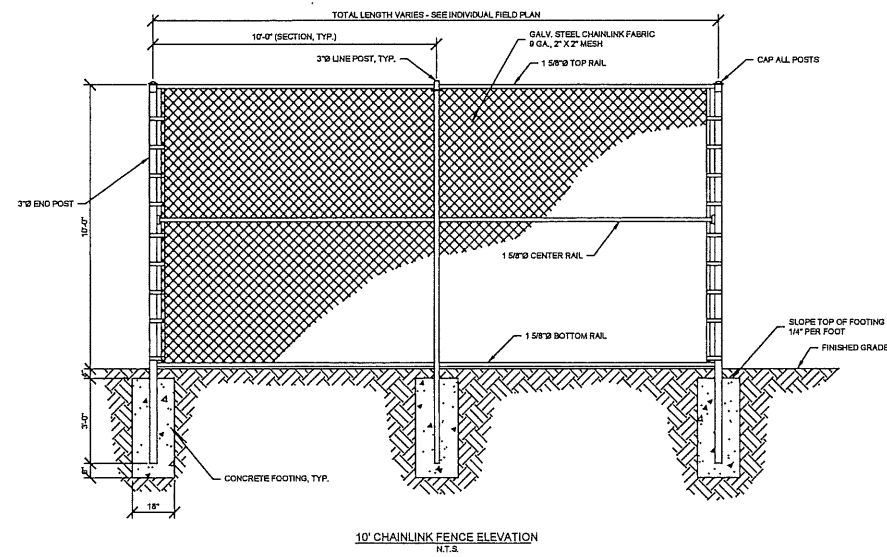 TOTAL LENGTH VARIES - SEE INDIVIDUAL FIELD PLAN
10'-0" (SECTION, TYP.)
GALV. STEEL CHAINLINK FABRIC
9 GA., 2" X 2" MESH
3"Ø LINE POST, TYP.
1 5/8"Ø TOP RAIL
CAP ALL POSTS
3"Ø END POST
10'-0"
1 5/8"Ø CENTER RAIL
SLOPE TOP OF FOOTING
1/4" PER FOOT
1 5/8"Ø BOTTOM RAIL
FINISHED GRADE
3'-0"
6"
CONCRETE FOOTING, TYP.
18"
10' CHAINLINK FENCE ELEVATION
N.T.S.